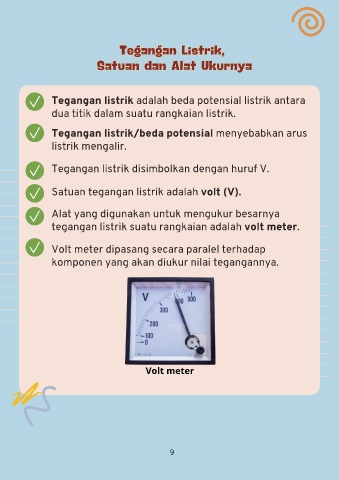 Tegangan Listrik,
Satuan dan Alat Ukurnya
Tegangan listrik adalah beda potensial listrik antara
dua titik dalam suatu rangkaian listrik.
Tegangan listrik/beda potensial menyebabkan arus
listrik mengalir.
Tegangan listrik disimbolkan dengan huruf V.
Satuan tegangan listrik adalah volt (V).
Alat yang digunakan untuk mengukur besarnya
tegangan listrik suatu rangkaian adalah volt meter.
Volt meter dipasang secara paralel terhadap
komponen yang akan diukur nilai tegangannya.
V
500
300
200
100
0
Volt meter
9